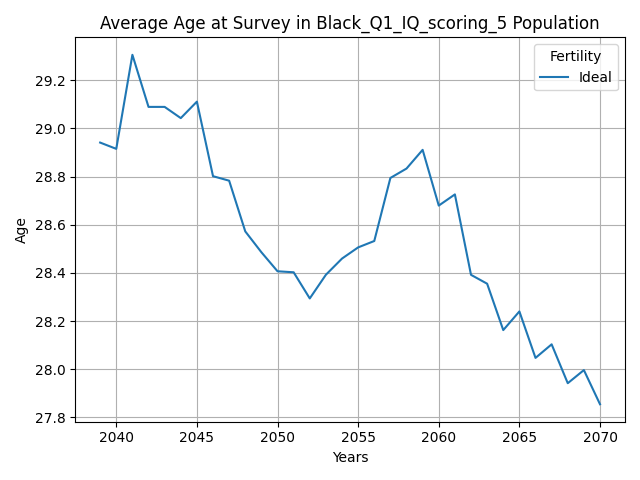 Average Age at Survey in Black_Q1_IQ_scoring_5 Population
Fertility
Ideal
29.2
29.0
28.8
28.6
28.4
28.2
28.0
27.8
Age
2040 2045 2050 2055 2060 2065 2070
Years